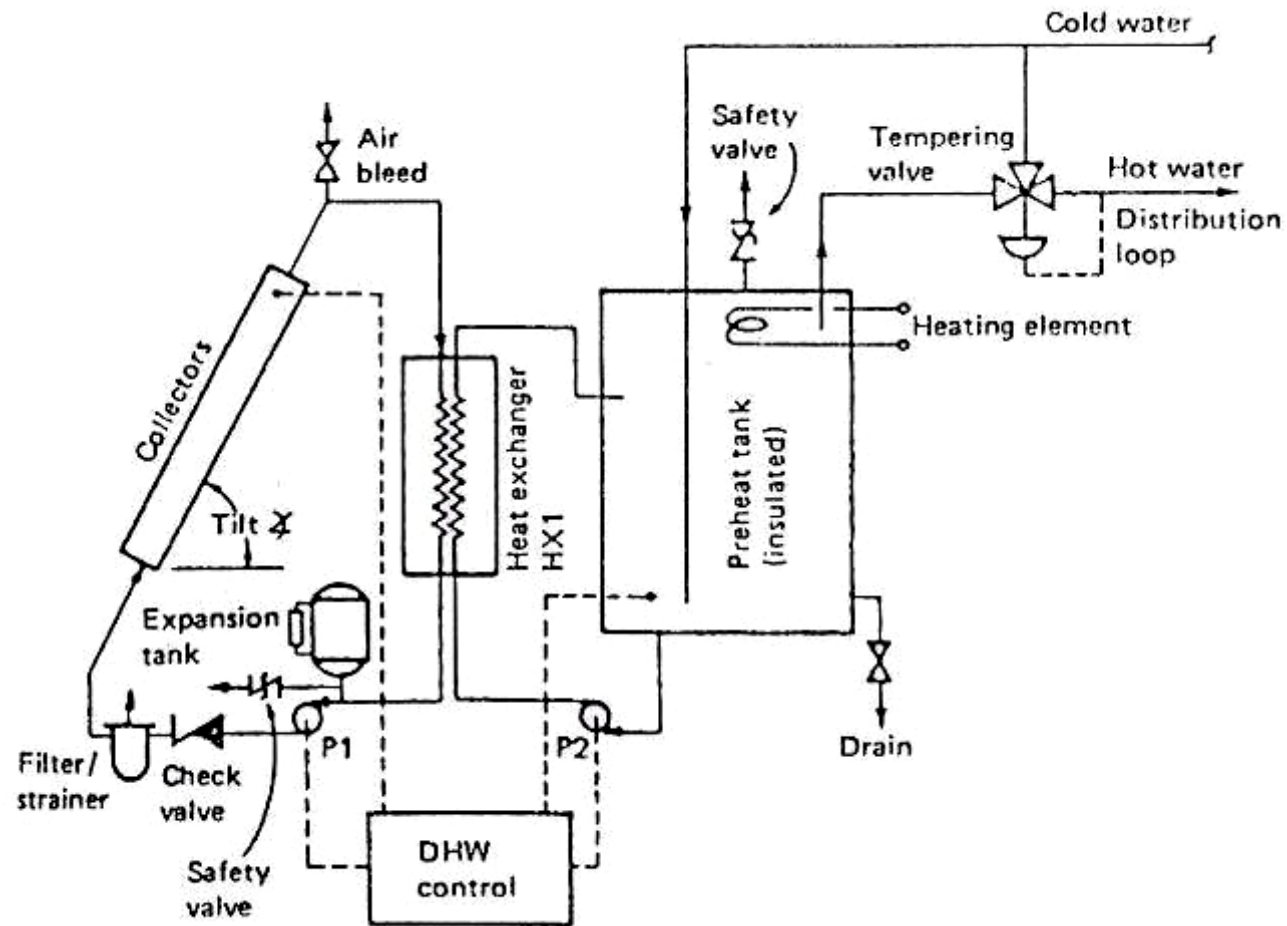 Cold water
Safety
valve
Tempering
valve
Hot water
Distribution
loop
Air
bleed
Heating element
Collectors
Tilt
Heat exchanger
HX1
Preheat tank
(insulated)
Expansion
tank
P1
P2
Drain
Filter/
strainer
Check
valve
Safety
valve
DHW
control